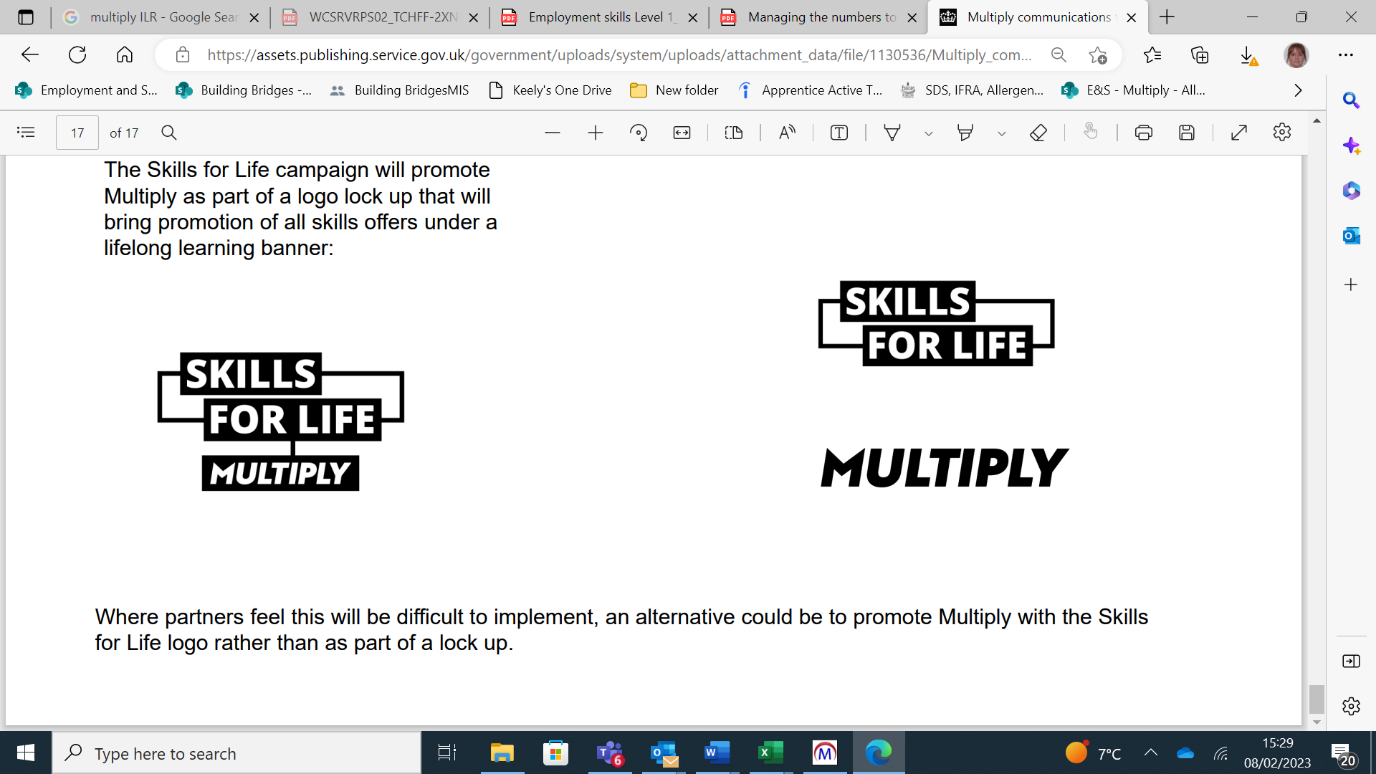 multiply ILR - Google Sear
WCSRVRPS02_TCHFF-2XN
Employment skills Level 1_
Managing the numbers to
Multiply communications t
https://assets.publishing.service.gov.uk/government/uploads/system/uploads/attachment_data/file/1130536/Multiply_com...
Employment and S...
Building Bridges -...
Building BridgesMIS
Keely's One Drive
New folder
Apprentice Active T...
SDS, IFRA, Allergen...
E&S - Multiply - All...
17 of 17
The Skills for Life campaign will promote
Multiply as part of a logo lock up that will
bring promotion of all skills offers under a
lifelong learning banner:
SKILLS
FOR LIFE
MULTIPLY
SKILLS
FOR LIFE
MULTIPLY
Where partners feel this will be difficult to implement, an alternative could be to promote Multiply with the Skills
for Life logo rather than as part of a lock up.
Type here to search
6
7°C
15:29
08/02/2023
20